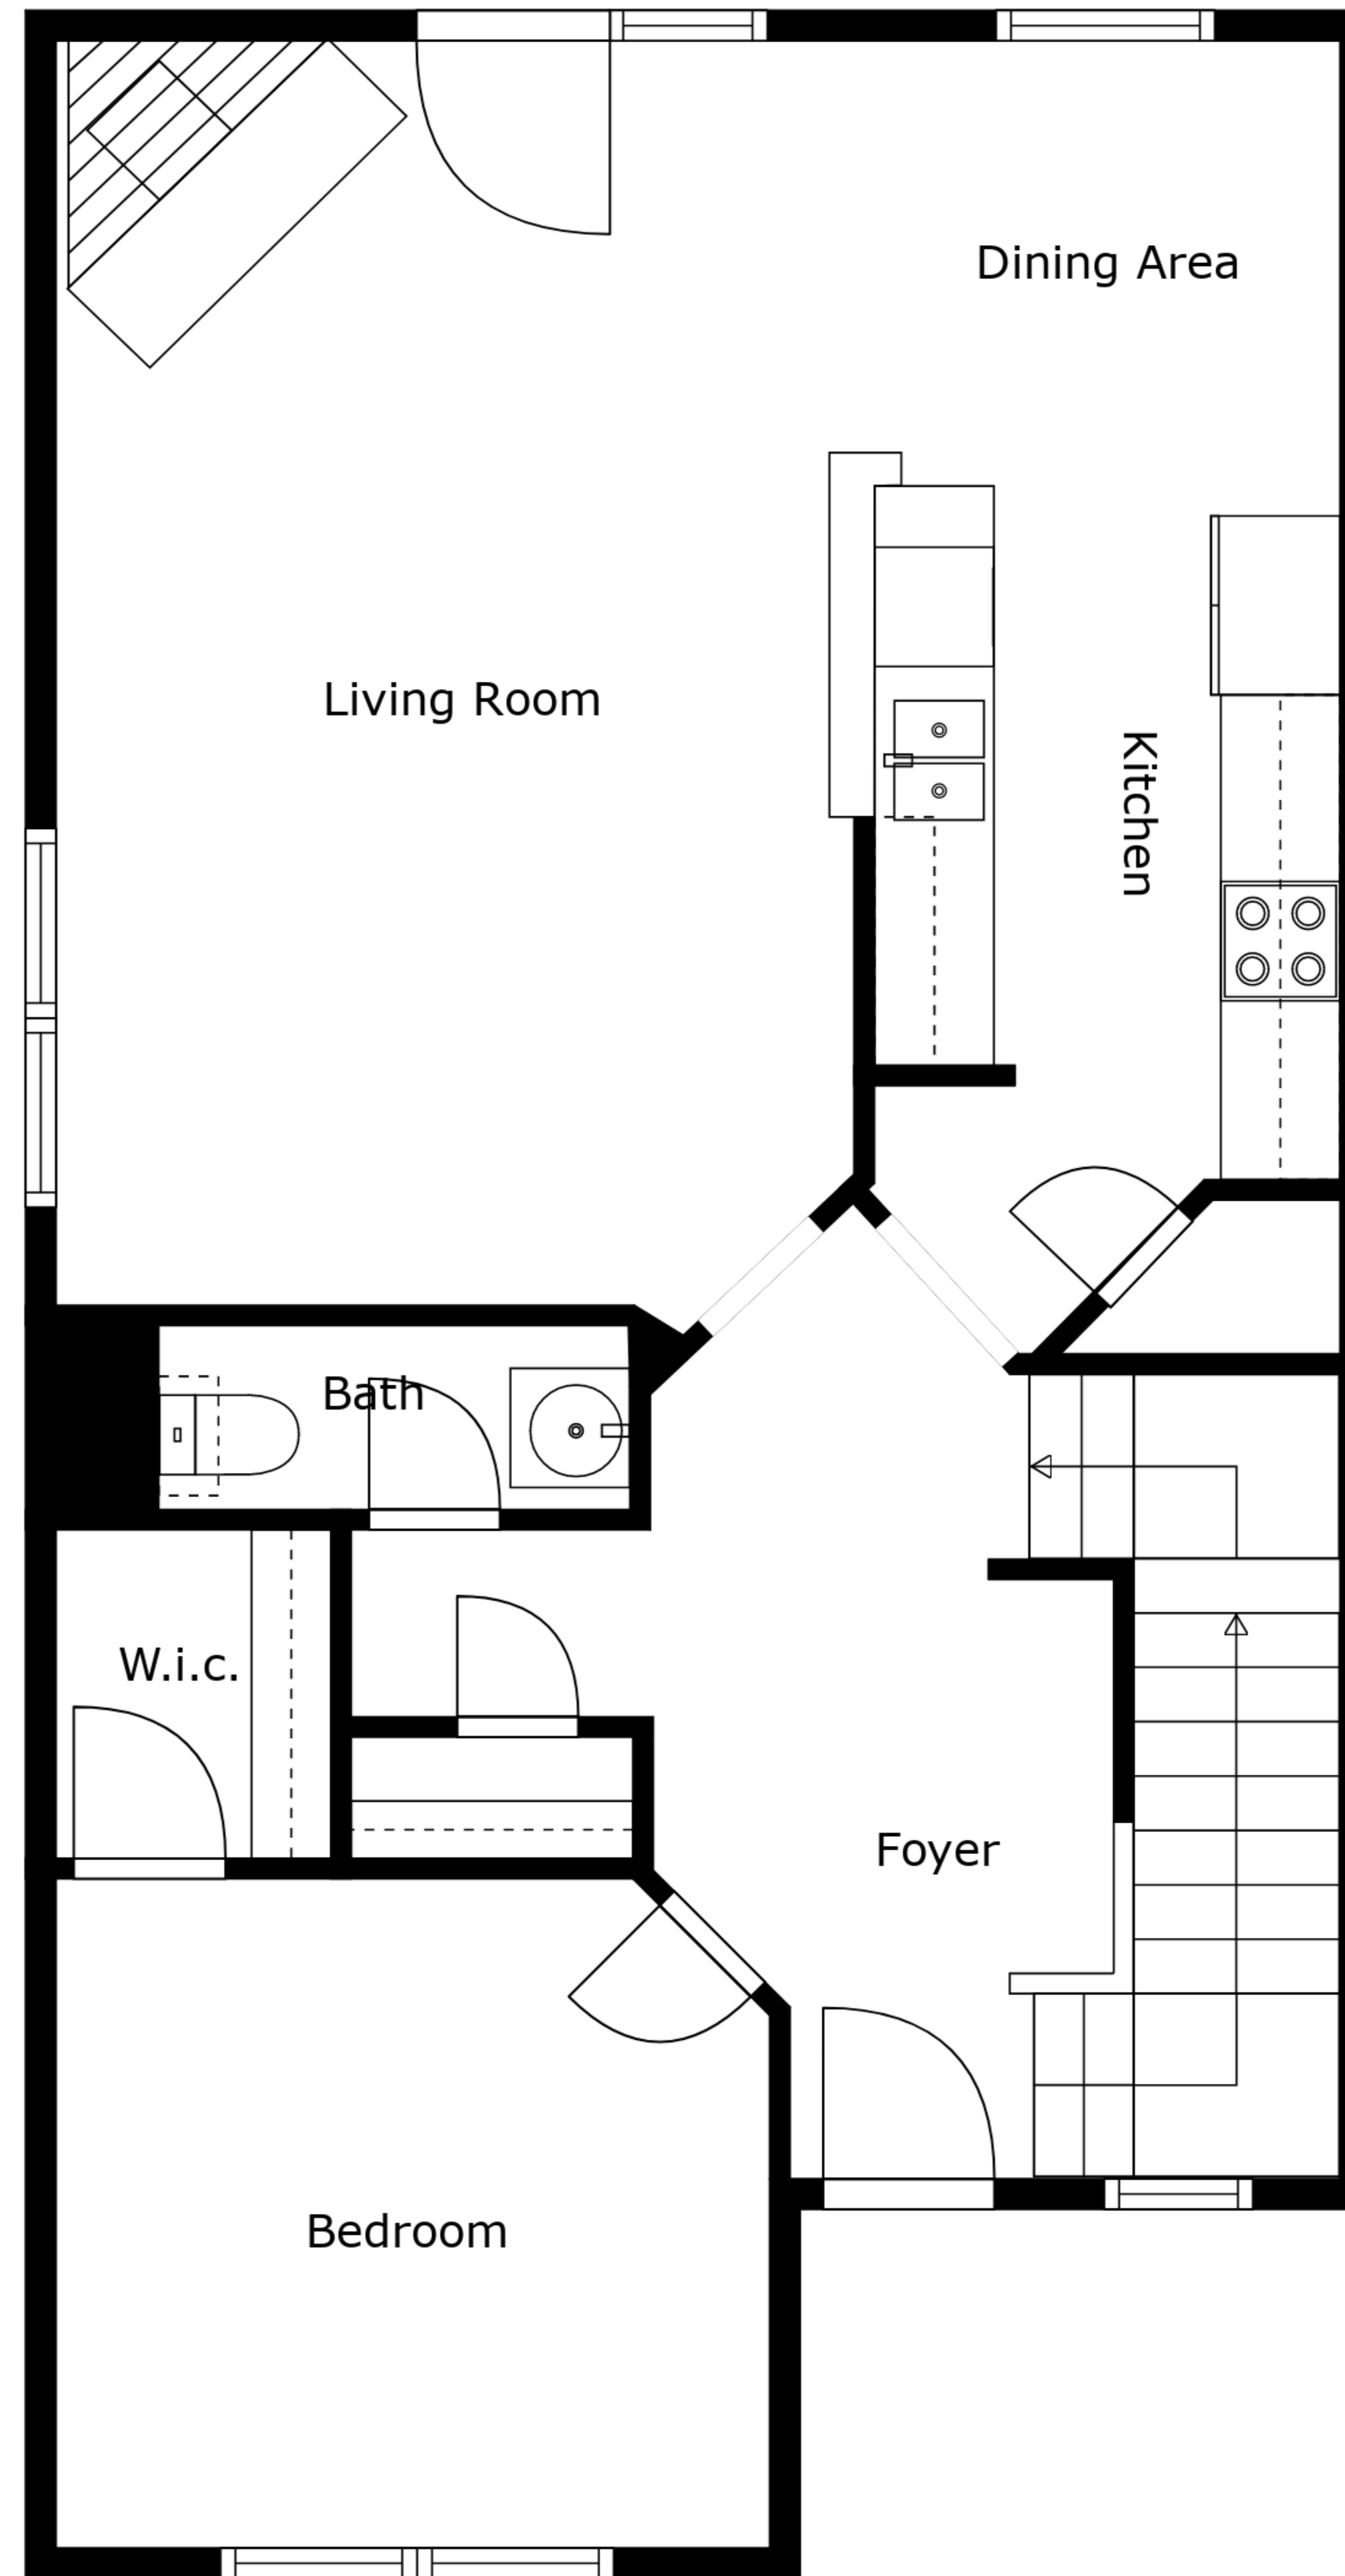 Dining Area
Living Room
Kitchen
Bath
W.i.c.
Foyer
Bedroom